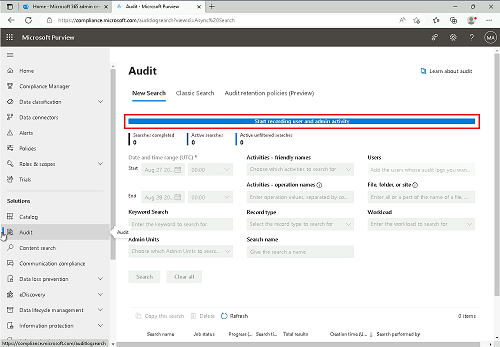 Home - Microsoft 365 admin ce
Audit - Microsoft Purview
https://compliance.microsoft.com/auditlogsearch?viewid=Async%20Search
Microsoft Purview
MA
Home
Compliance Manager
Data classification
Data connectors
Alerts
Policies
Roles & scopes
Trials
Solutions
Catalog
Audit
Audit
Content search
Communication compliance
Data loss prevention
eDiscovery
Data lifecycle management
Information protection
https://compliance.microsoft.com/auditlogsearch
Audit
Learn about audit
New Search
Classic Search
Audit retention policies (Preview)
Start recording user and admin activity
Searches completed
0
Active searches
0
Active unfiltered searches
0
Date and time range (UTC) *
Start
Aug 27 20
00:00
End
Aug 28 20
00:00
Keyword Search
Enter the keyword to search for
Admin Units
Choose which Admin Units to searc...
Activities - friendly names
Choose which activities to search for
Activities - operation names
Enter operation values, separated by co...
Record type
Select the record type to search for
Search name
Give the search a name
Users
Add the users whose audit logs you wan...
File, folder, or site
Enter all or a part of the name of a file, ...
Workload
Enter the workload to search for
Search
Clear all
Copy this search
Delete
Refresh
0 items
Search name
Job status
Progress (...
Search ti...
Total results
Creation time (U...
Search performed by